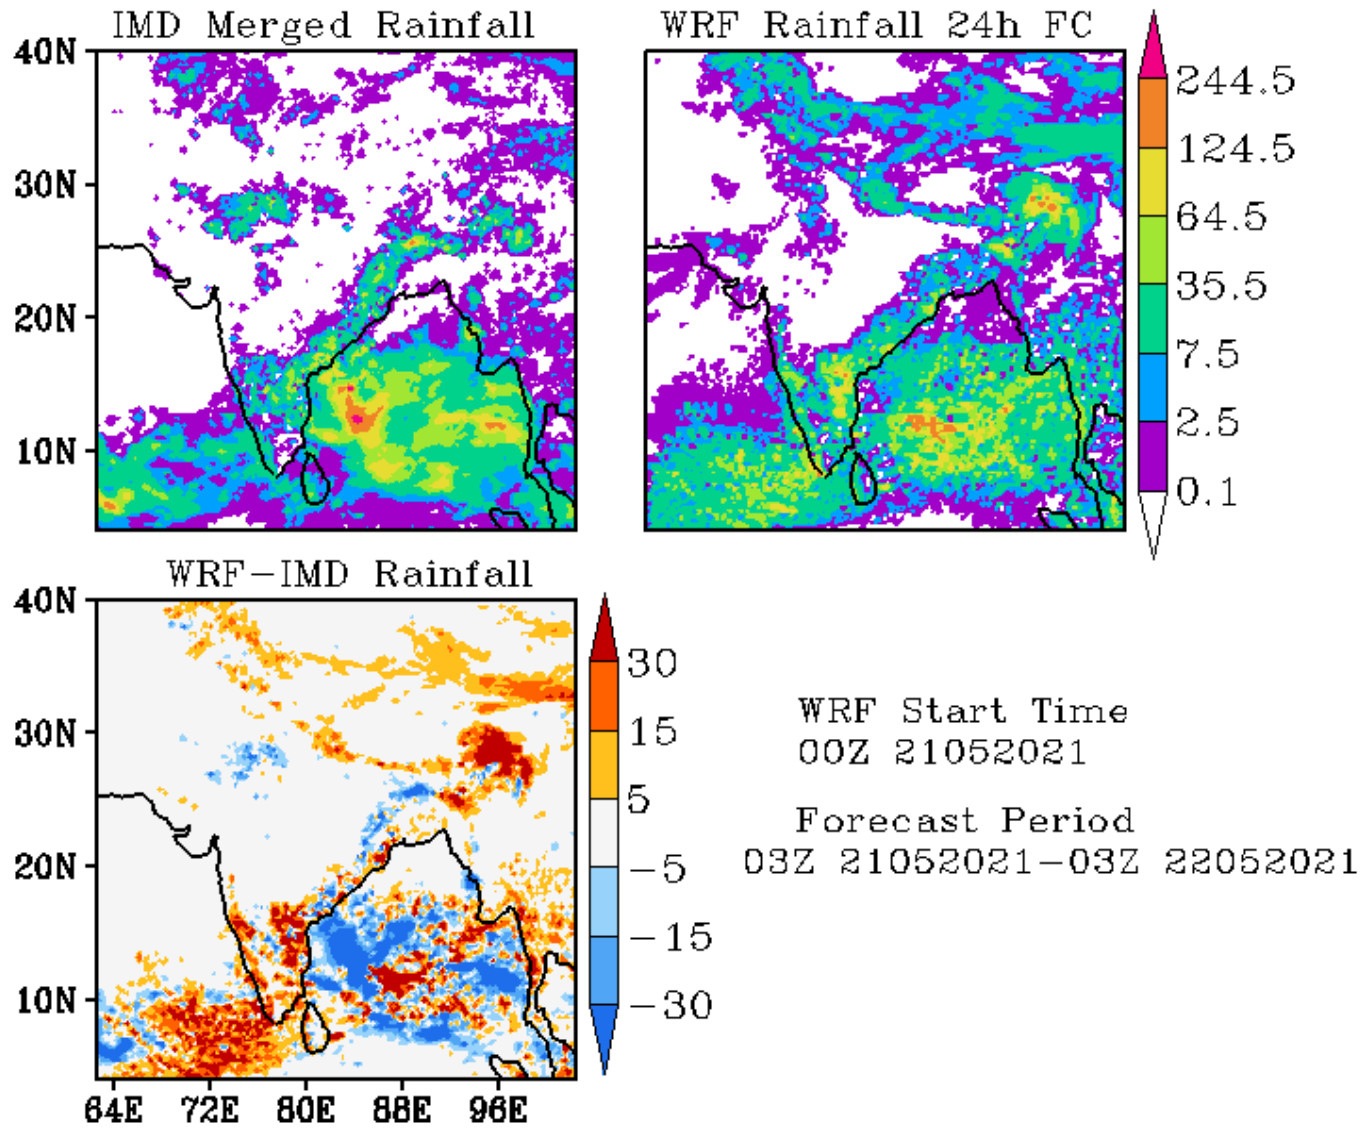 IMD Merged Rainfall
WRF Rainfall 24h FC
40N
30N
20N
10N
244.5
124.5
64.5
35.5
7.5
2.5
0.1
WRF-IMD Rainfall
40N
30N
20N
10N
64E 72E 80E 88E 96E
30
15
5
-5
-15
-30
WRF Start Time
00Z 21052021
Forecast Period
03Z 21052021-03Z 22052021